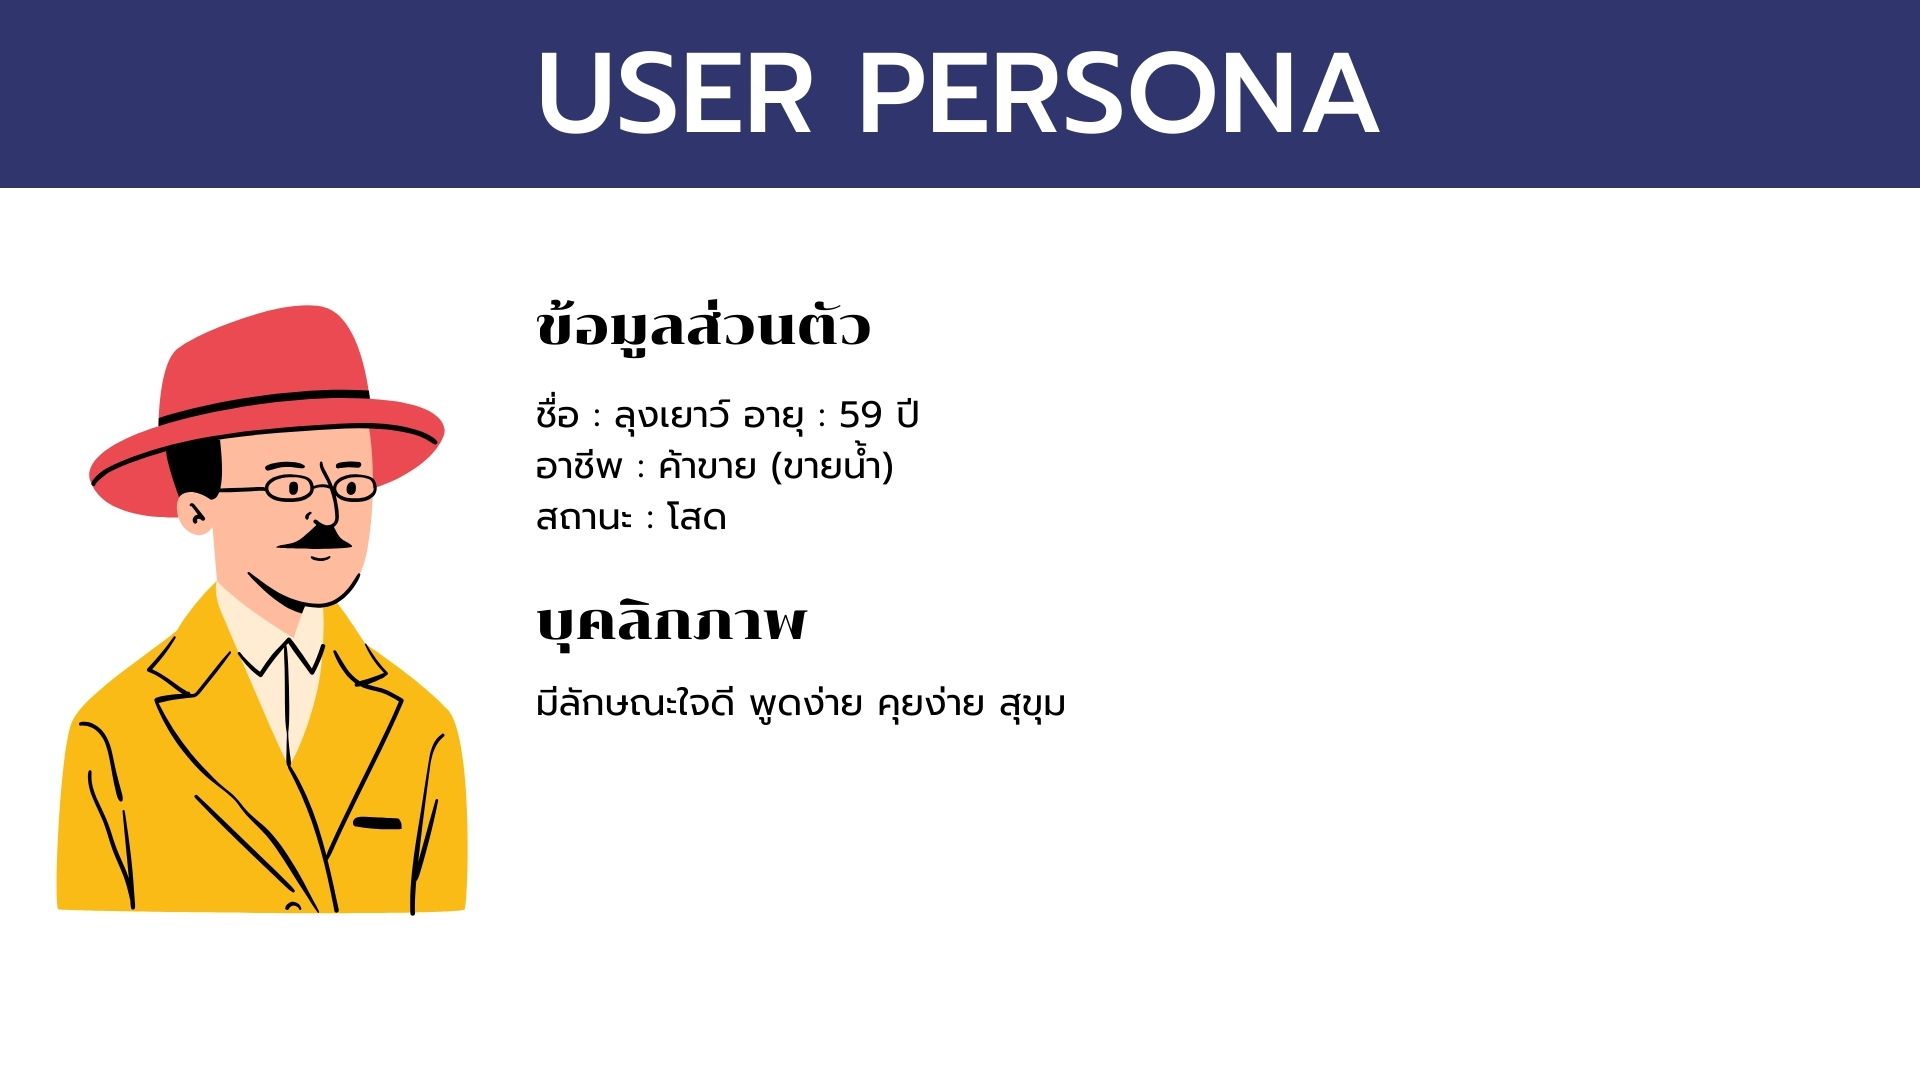 USER PERSONA
ข้อมูลส่วนตัว
ชื่อ : ลุงเยาว์ อายุ : 59 ปี
อาชีพ : ค้าขาย (ขายน้ำ)
สถานะ : โสด
บุคลิกภาพ
มีลักษณะใจดี พูดง่าย คุยง่าย สุขุม